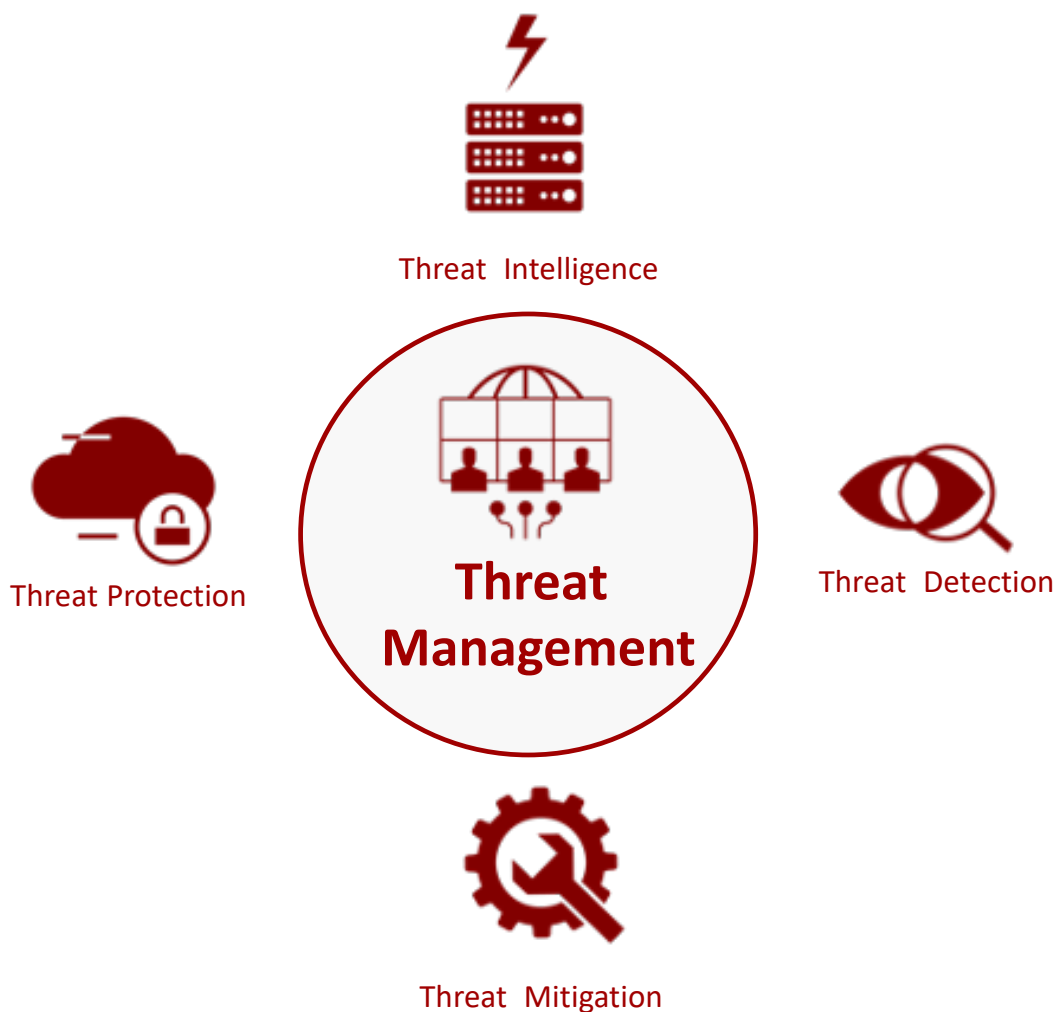 Threat Intelligence
Threat Protection
Threat
Management
Threat Detection
Threat Mitigation